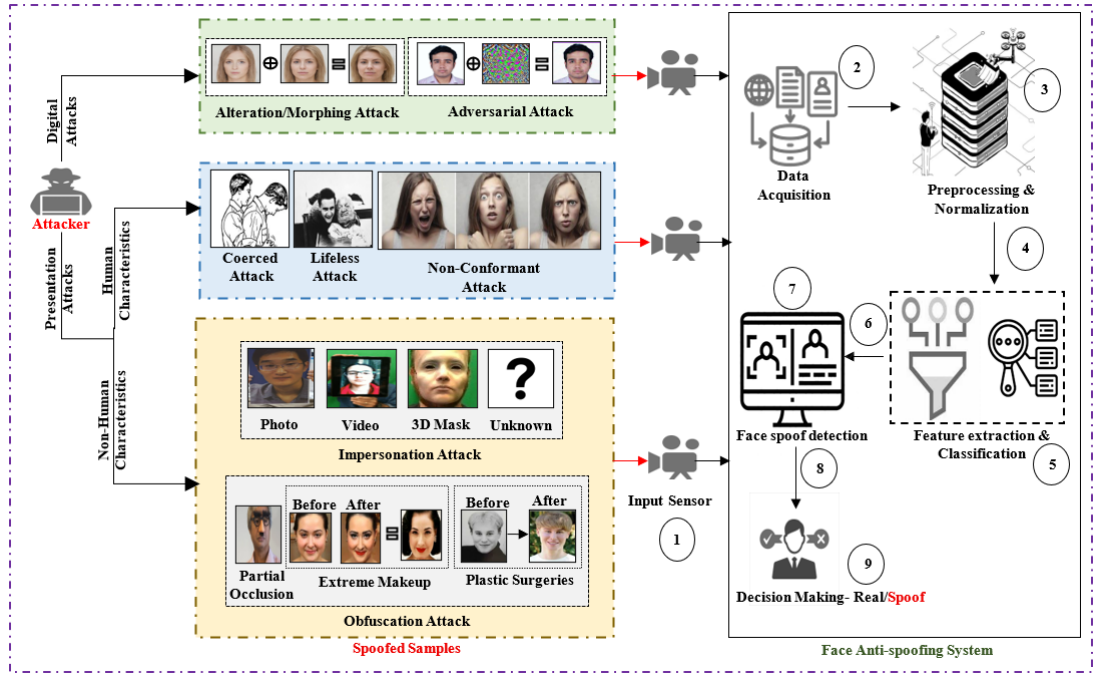 Digital
Attacks
Attacker
Presentation
Attacks
Human
Characteristics
Non-Human
Characteristics
Alteration/Morphing Attack
Adversarial Attack
Coerced
Attack
Lifeless
Attack
Non-Conformant
Attack
?
Photo
Video
3D Mask
Unknown
Impersonation Attack
Before
After
Before
After
Partial
Occlusion
Extreme Makeup
Plastic Surgeries
Obfuscation Attack
Spoofed Samples
Input Sensor
1
2
Data
Acquisition
3
Preprocessing &
Normalization
4
Feature extraction &
Classification
5
6
7
Face spoof detection
8
9
Decision Making- Real/Spoof
Face Anti-spoofing System